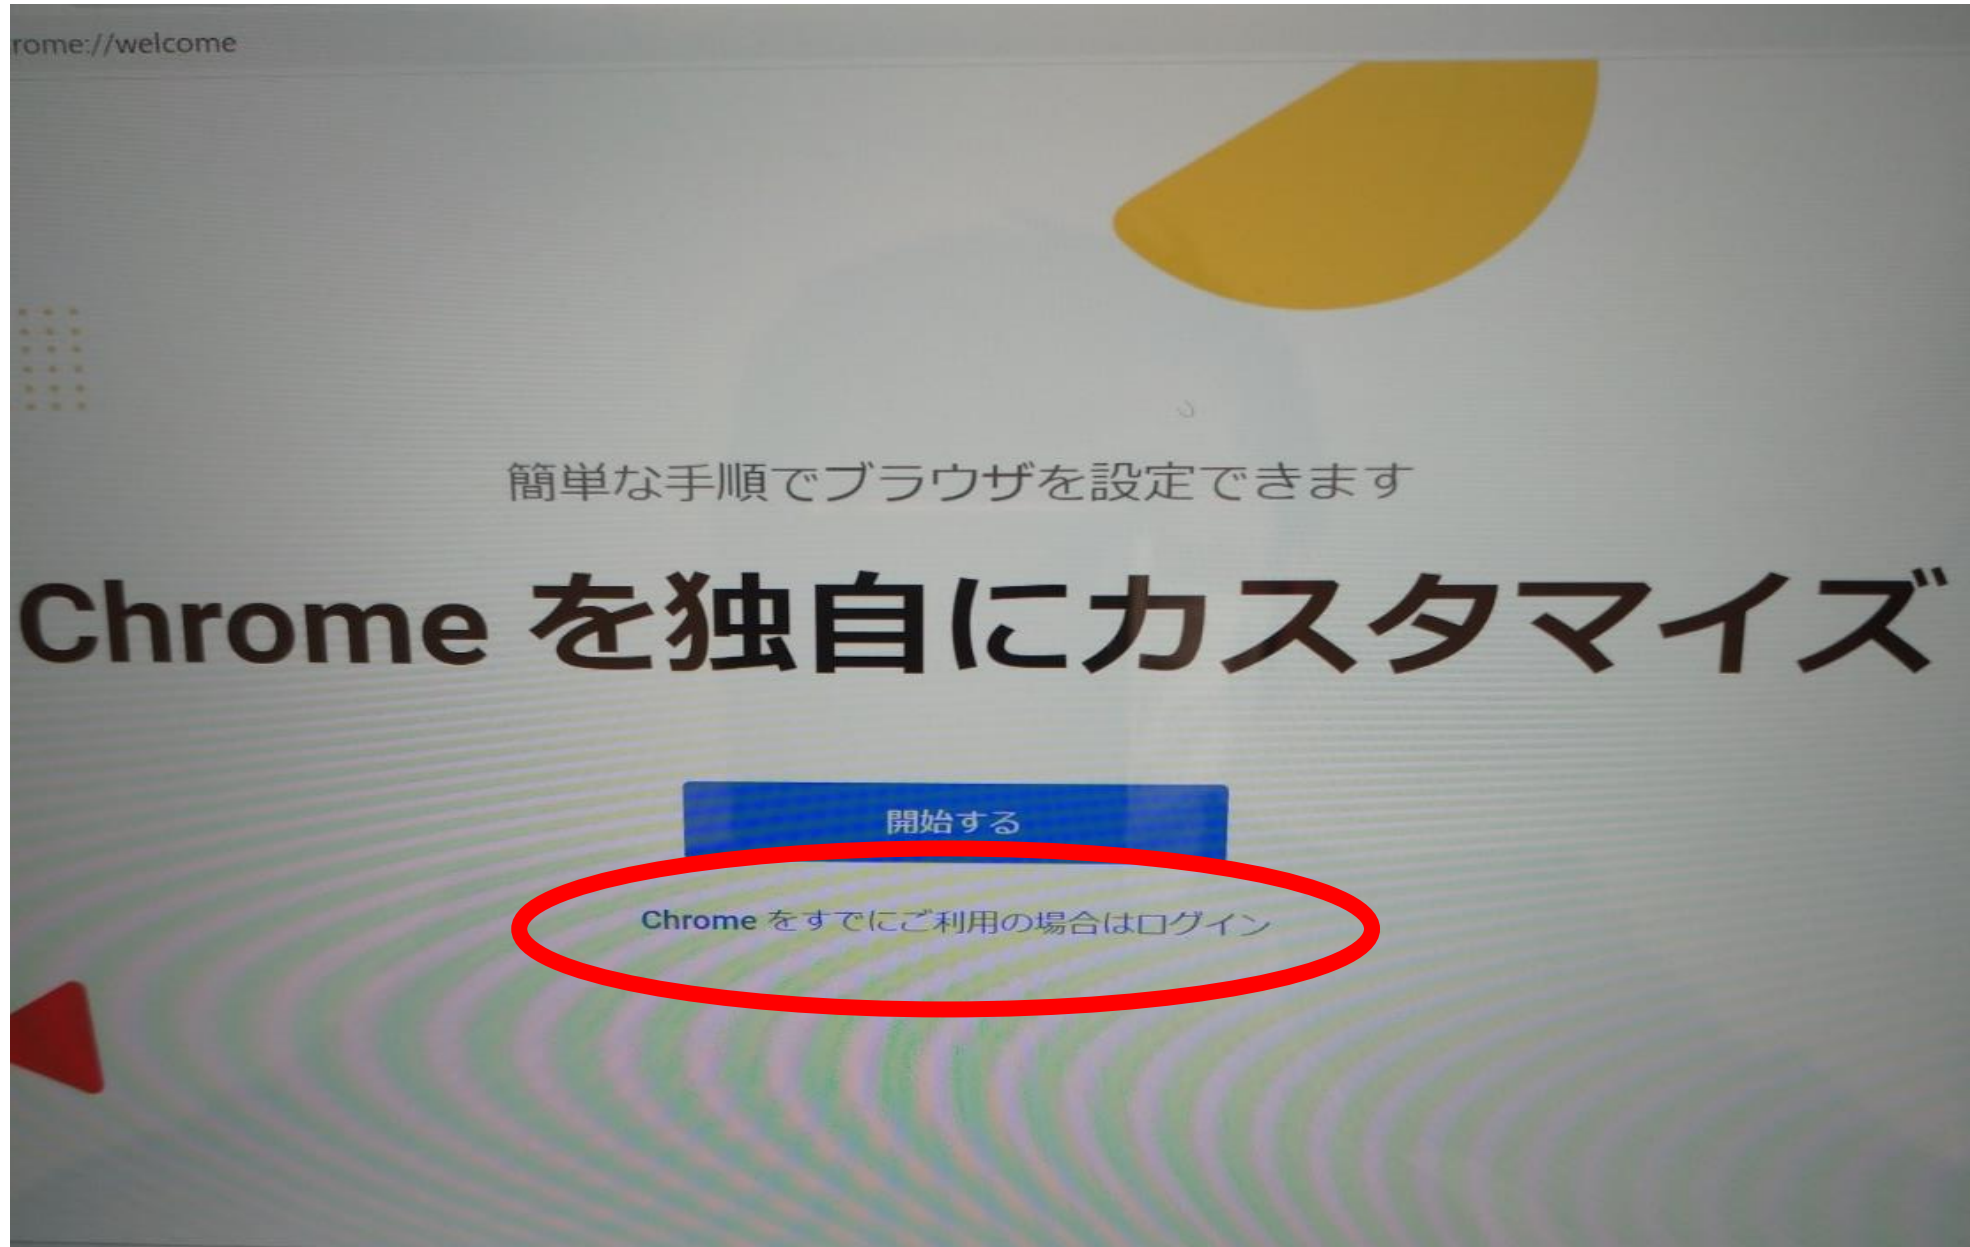 rome://welcome
簡単な手順でブラウザを設定できます
Chrome を独自にカスタマイズ
開始する
Chrome をすでにご利用の場合はログイン